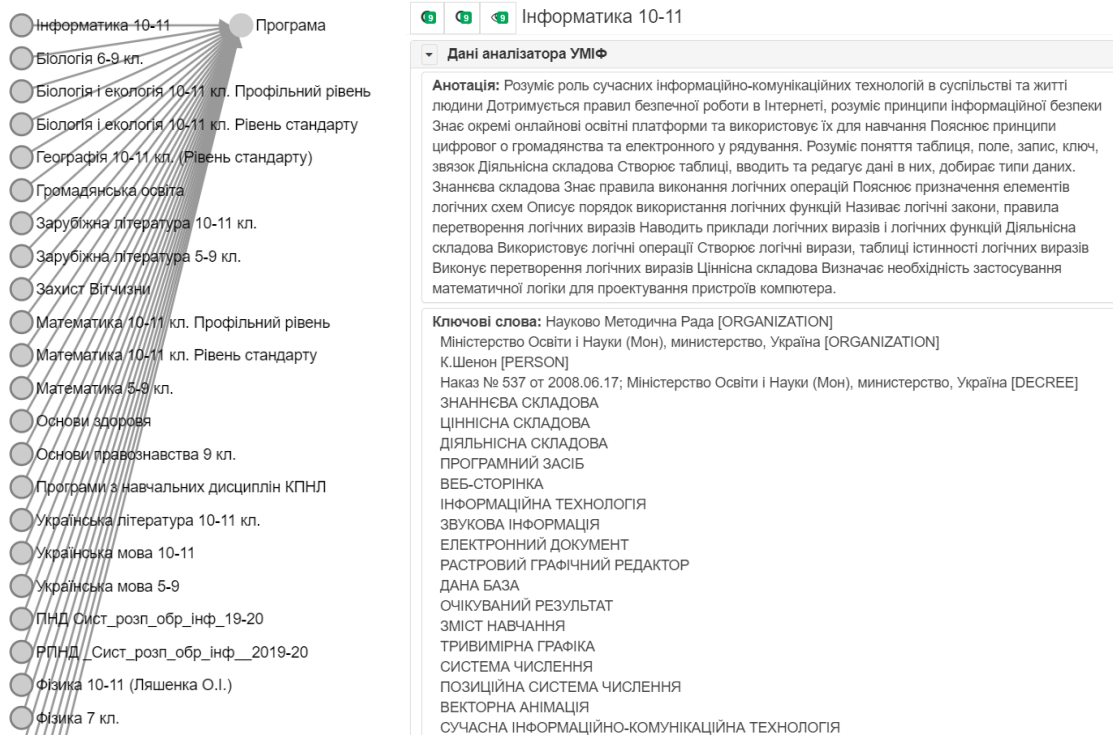 Інформатика 10-11
Програма
Біологія 6-9 кл.
Біологія і екологія 10-11 кл. Профільний рівень
Біологія і екологія 10-11 кл. Рівень стандарту
Географія 10-11 кл. (Рівень стандарту)
Громадянська освіта
Зарубіжна література 10-11 кл.
Зарубіжна література 5-9 кл.
Захист Вітчизни
Математика 10-11 кл. Профільний рівень
Математика 10-11 кл. Рівень стандарту
Математика 5-9 кл.
Основи здоровя
Основи правознавства 9 кл.
Програми з навчальних дисциплін КПНЛ
Українська література 10-11 кл.
Українська мова 10-11
Українська мова 5-9
ПНД Сист_розп_обр_інф_19-20
РПНД _Сист_розп_обр_інф__2019-20
Фізика 10-11 (Ляшенка О.І.)
Фізика 7 кл.
9 9 9 Інформатика 10-11
Дані аналізатора УМІФ
Анотація: Розуміє роль сучасних інформаційно-комунікаційних технологій в суспільстві та житті
людини Дотримується правил безпечної роботи в Інтернеті, розуміє принципи інформаційної безпеки
Знає окремі онлайнові освітні платформи та використовує їх для навчання Пояснює принципи
цифровог о громадянства та електронного у рядування. Розуміє поняття таблиця, поле, запис, ключ,
звязок Діяльнісна складова Створює таблиці, вводить та редагує дані в них, добирає типи даних.
Знаннєва складова Знає правила виконання логічних операцій Пояснює призначення елементів
логічних схем Описує порядок використання логічних функцій Називає логічні закони, правила
перетворення логічних виразів Наводить приклади логічних виразів і логічних функцій Діяльнісна
складова Використовує логічні операції Створює логічні вирази, таблиці істинності логічних виразів
Виконує перетворення логічних виразів Ціннісна складова Визначає необхідність застосування
математичної логіки для проектування пристроїв компютера.
Ключові слова: Науково Методична Рада [ORGANIZATION]
Міністерство Освіти і Науки (Мон), министерство, Україна [ORGANIZATION]
К.Шенон [PERSON]
Наказ № 537 от 2008.06.17; Міністерство Освіти і Науки (Мон), министерство, Україна [DECREE]
ЗНАННЄВА СКЛАДОВА
ЦІННІСНА СКЛАДОВА
ДІЯЛЬНІСНА СКЛАДОВА
ПРОГРАМНИЙ ЗАСІБ
ВЕБ-СТОРІНКА
ІНФОРМАЦІЙНА ТЕХНОЛОГІЯ
ЗВУКОВА ІНФОРМАЦІЯ
ЕЛЕКТРОННИЙ ДОКУМЕНТ
РАСТРОВИЙ ГРАФІЧНИЙ РЕДАКТОР
ДАНА БАЗА
ОЧІКУВАНИЙ РЕЗУЛЬТАТ
ЗМІСТ НАВЧАННЯ
ТРИВИМІРНА ГРАФІКА
СИСТЕМА ЧИСЛЕННЯ
ПОЗИЦІЙНА СИСТЕМА ЧИСЛЕННЯ
ВЕКТОРНА АНІМАЦІЯ
СУЧАСНА ІНФОРМАЦІЙНО-КОМУНІКАЦІЙНА ТЕХНОЛОГІЯ